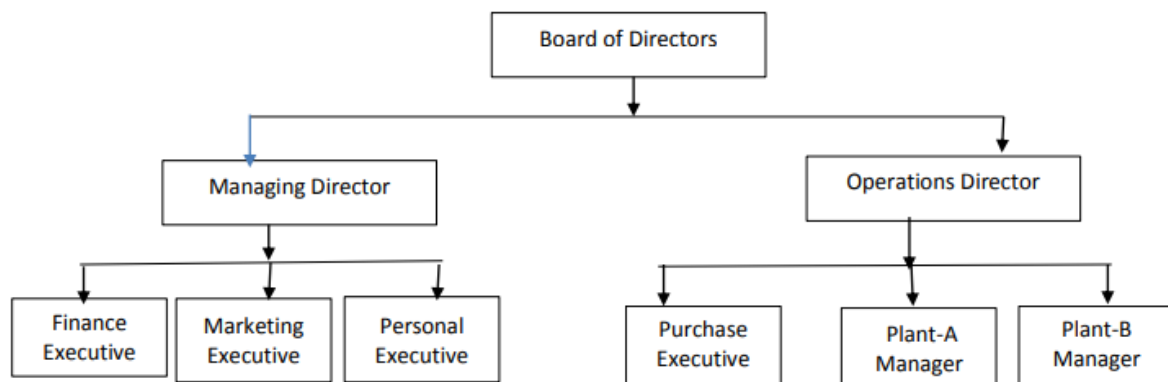 Board of Directors
Managing Director
Operations Director
Finance
Executive
Marketing
Executive
Personal
Executive
Purchase
Executive
Plant-A
Manager
Plant-B
Manager